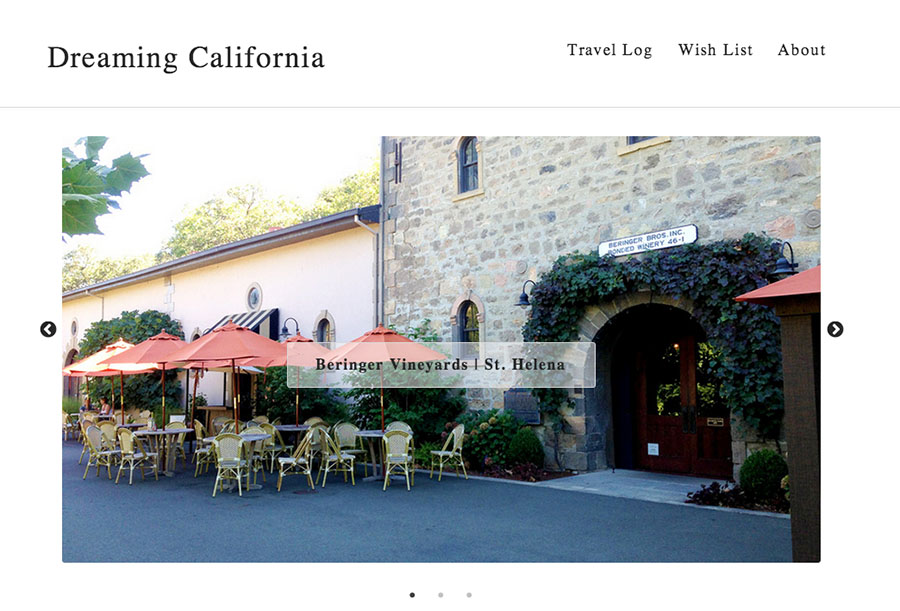 Dreaming California
Travel Log Wish List About
BERINGER BROS. INC.
BONDED WINERY 46-1
Beringer Vineyards | St. Helena